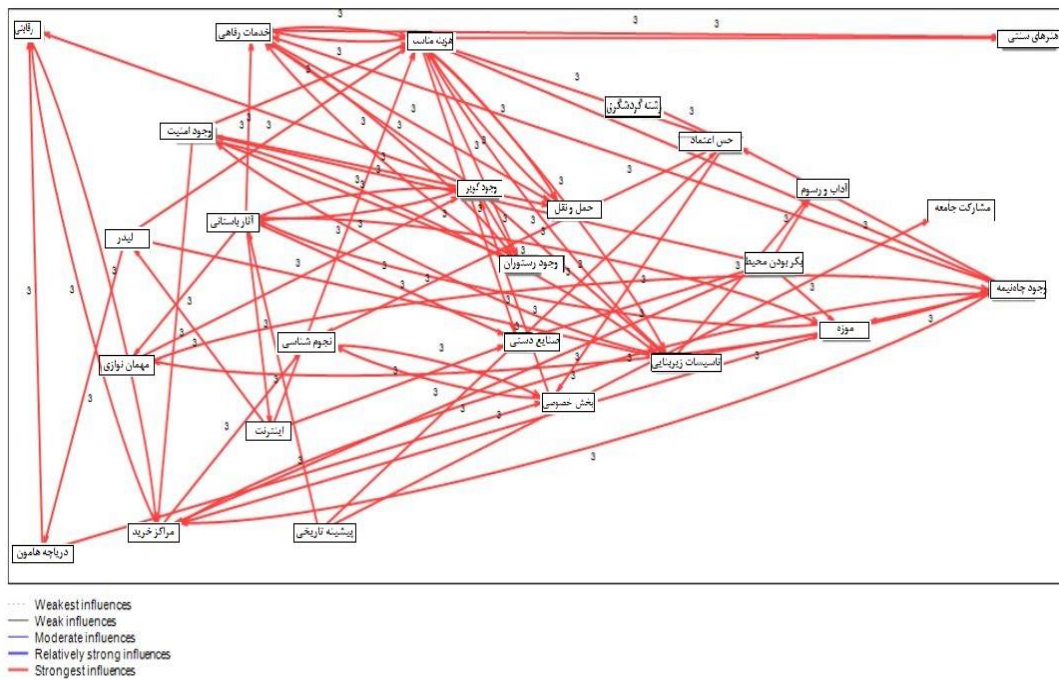 رقابتی
خدمات رفاهی
هزینه مناسب
هنرهای سنتی
رشته گردشگری
وجود امنیت
حس اعتماد
وجود کویر
آداب و رسوم
حمل و نقل
مشارکت جامعه
آثار باستانی
لیدر
وجود رستوران
بکر بودن محیط
وجود چاه‌نیمه
موزه
نجوم شناسی
صنایع دستی
تاسیسات زیربنایی
مهمان نوازی
بخش خصوصی
اینترنت
مراکز خرید
پیشینه تاریخی
دریاچه هامون
Weakest influences
Weak influences
Moderate influences
Relatively strong influences
Strongest influences